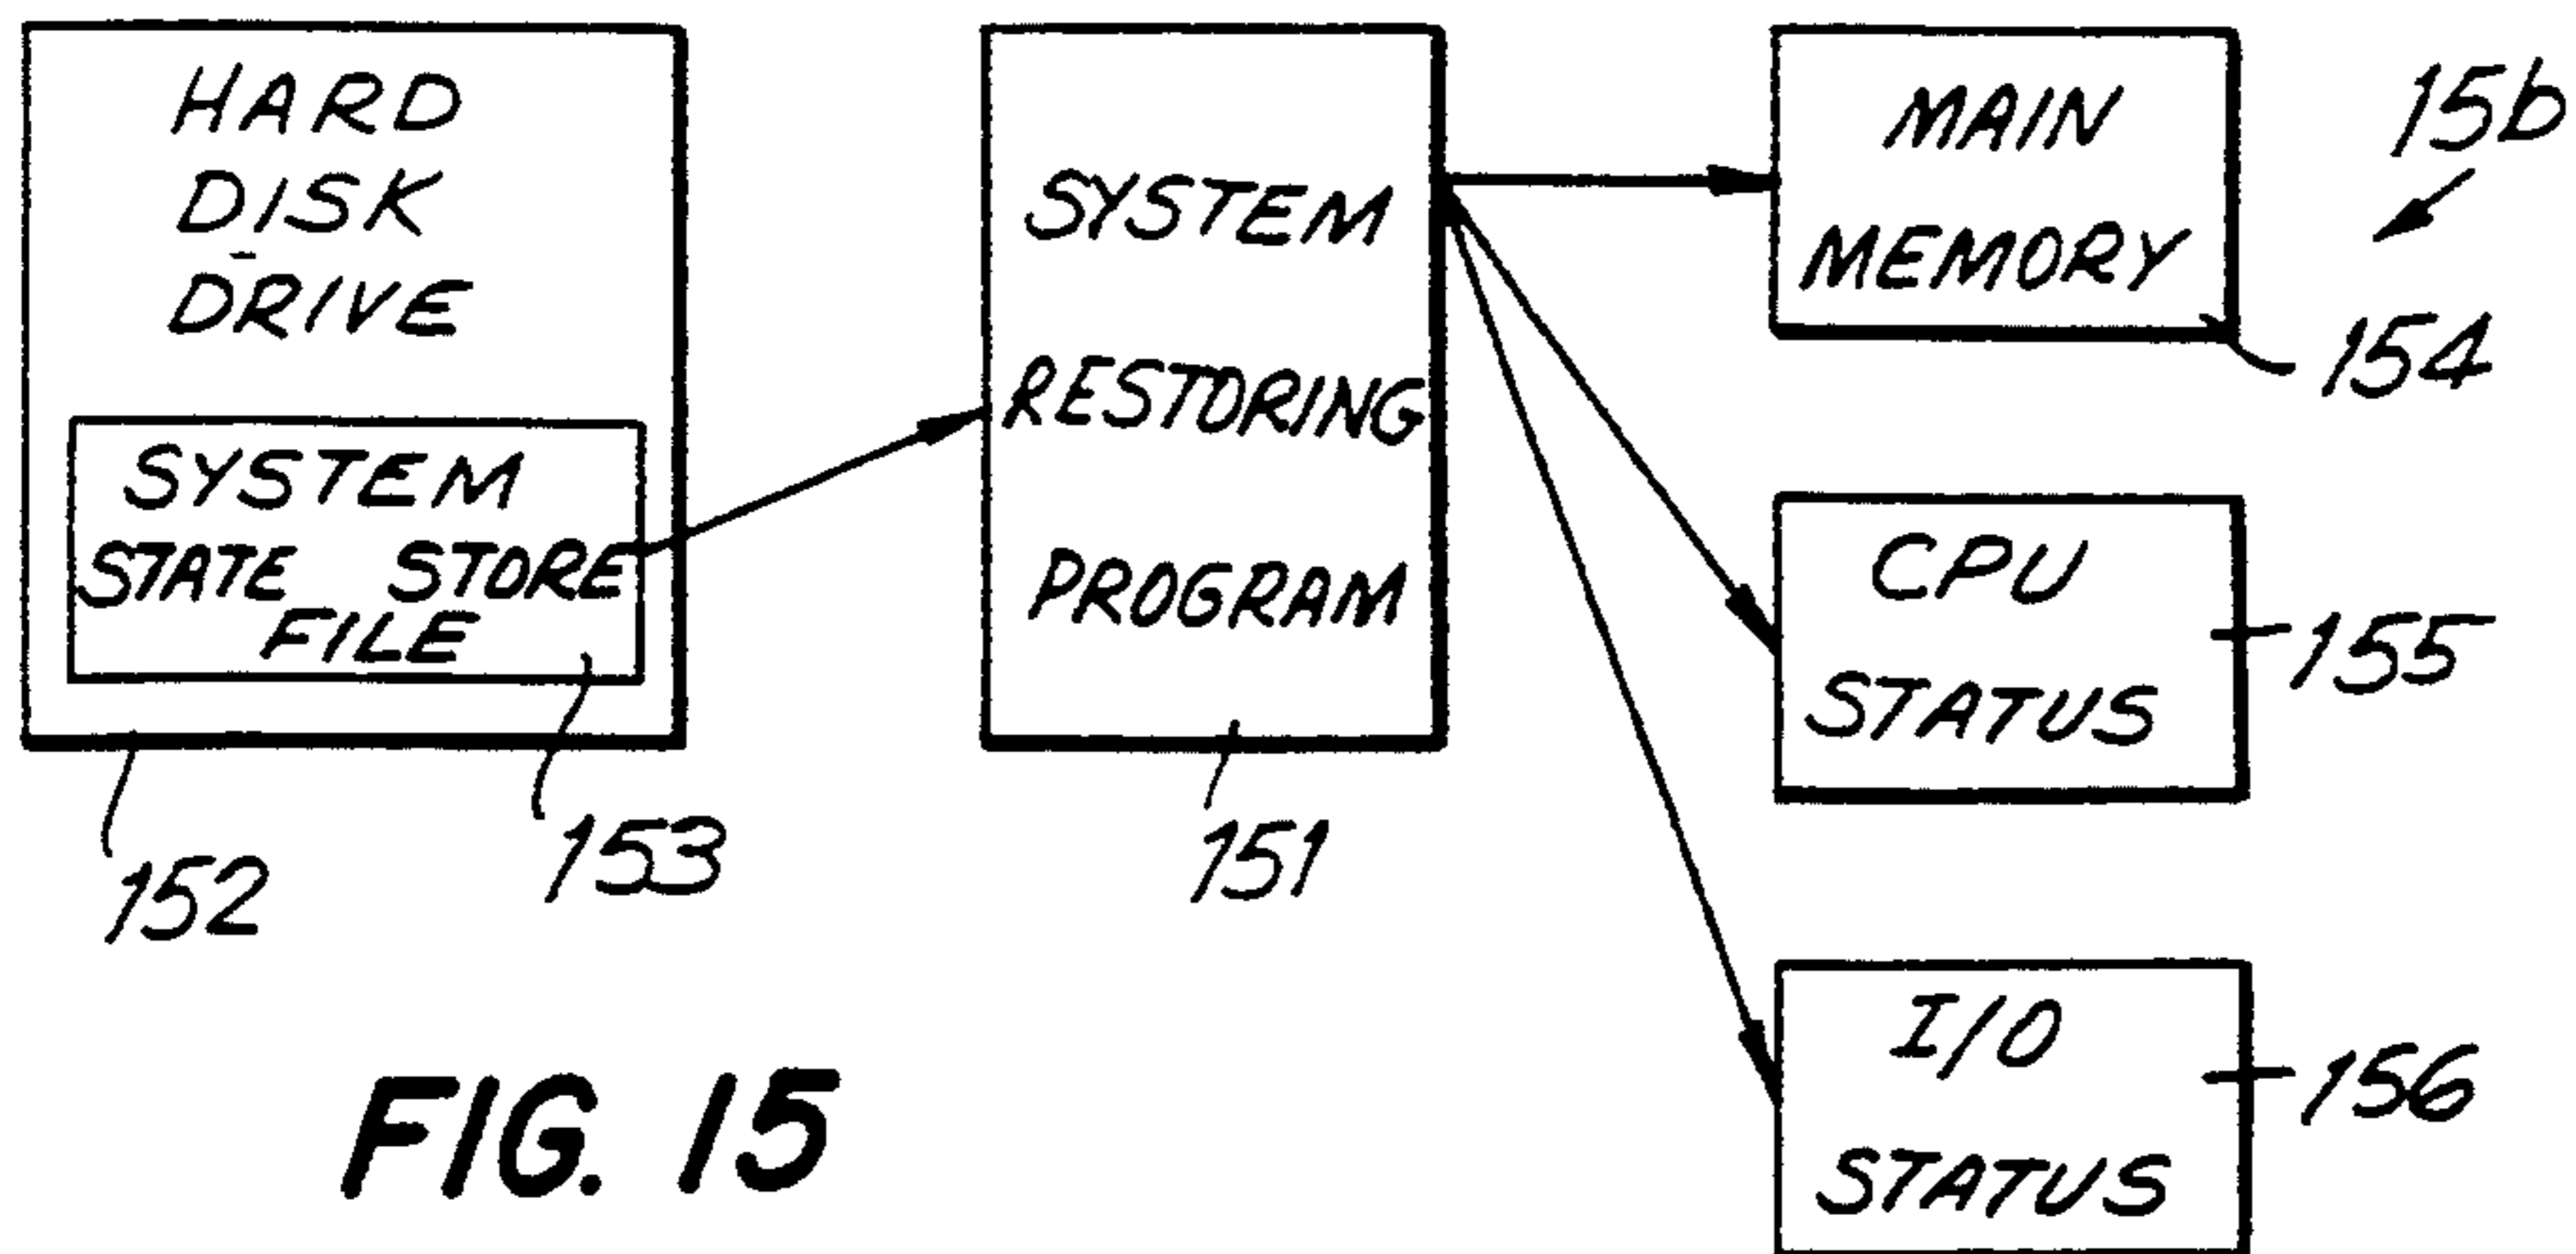 HARD
DISK
DRIVE
SYSTEM
STATE STORE
FILE
152
153
SYSTEM
RESTORING
PROGRAM
151
MAIN
MEMORY
15b
154
CPU
STATUS
155
I/O
STATUS
156
FIG. 15